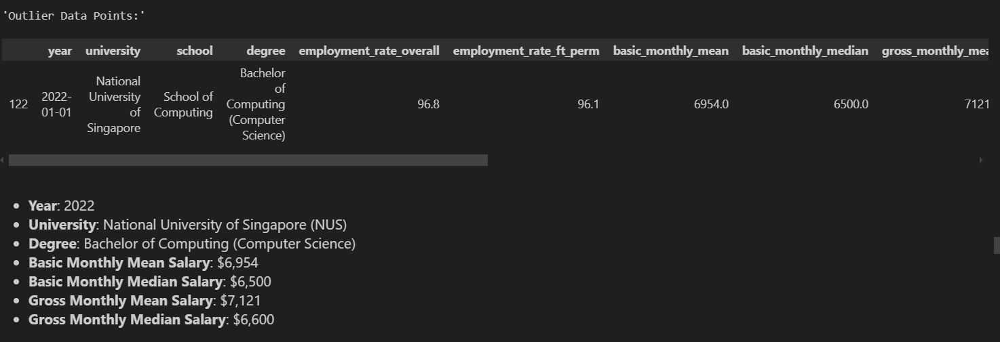 'Outlier Data Points:'
year university school degree employment_rate_overall employment_rate_ft_perm basic_monthly_mean basic_monthly_median gross_monthly_mea
Bachelor
National
of
2022-
University
School of
Computing
122
96.8
96.1
6954.0
6500.0
7121
01-01
of
Computing
(Computer
Singapore
Science)
• Year: 2022
• University: National University of Singapore (NUS)
• Degree: Bachelor of Computing (Computer Science)
• Basic Monthly Mean Salary: $6,954
• Basic Monthly Median Salary: $6,500
• Gross Monthly Mean Salary: $7,121
• Gross Monthly Median Salary: $6,600